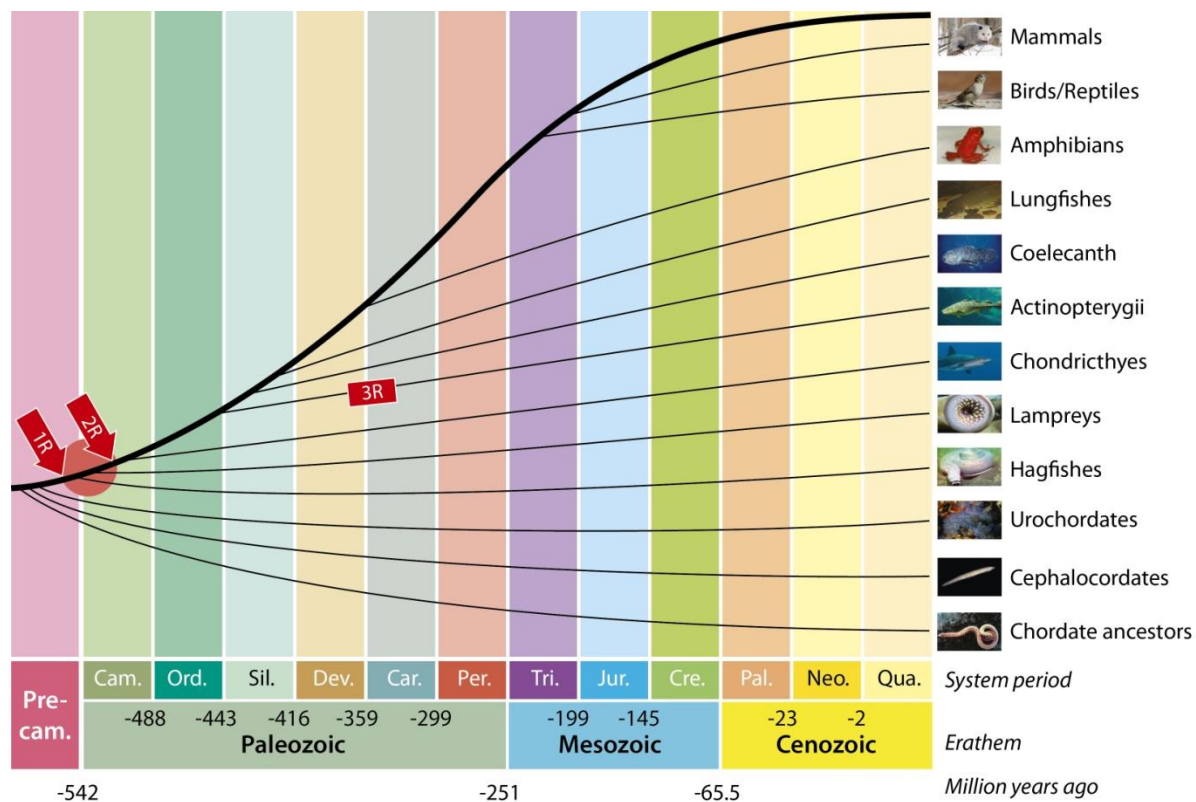 Mammals
Birds/Reptiles
Amphibians
Lungfishes
Coelecanth
Actinopterygii
3R
Chondricthyes
1R
2R
Lampreys
Hagfishes
Urochordates
Cephalocordates
Chordate ancestors
Pre-
cam.
Cam. Ord. Sil. Dev. Car. Per. Tri. Jur. Cre. Pal. Neo. Qua. System period
-488 -443 -416 -359 -299 -199 -145 -23 -2
Paleozoic Mesozoic Cenozoic Erathem
-542 -251 -65.5 Million years ago